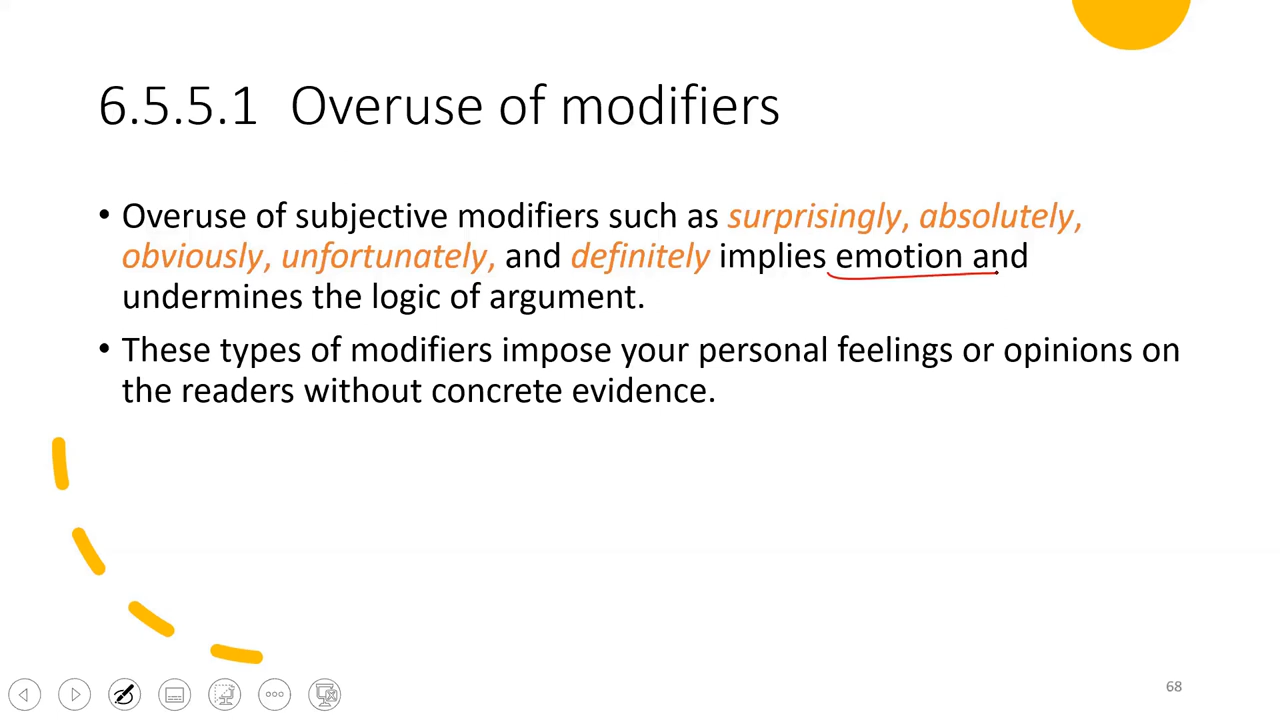 6.5.5.1 Overuse of modifiers
• Overuse of subjective modifiers such as surprisingly, absolutely,
obviously, unfortunately, and definitely implies emotion and
undermines the logic of argument.
• These types of modifiers impose your personal feelings or opinions on
the readers without concrete evidence.
68